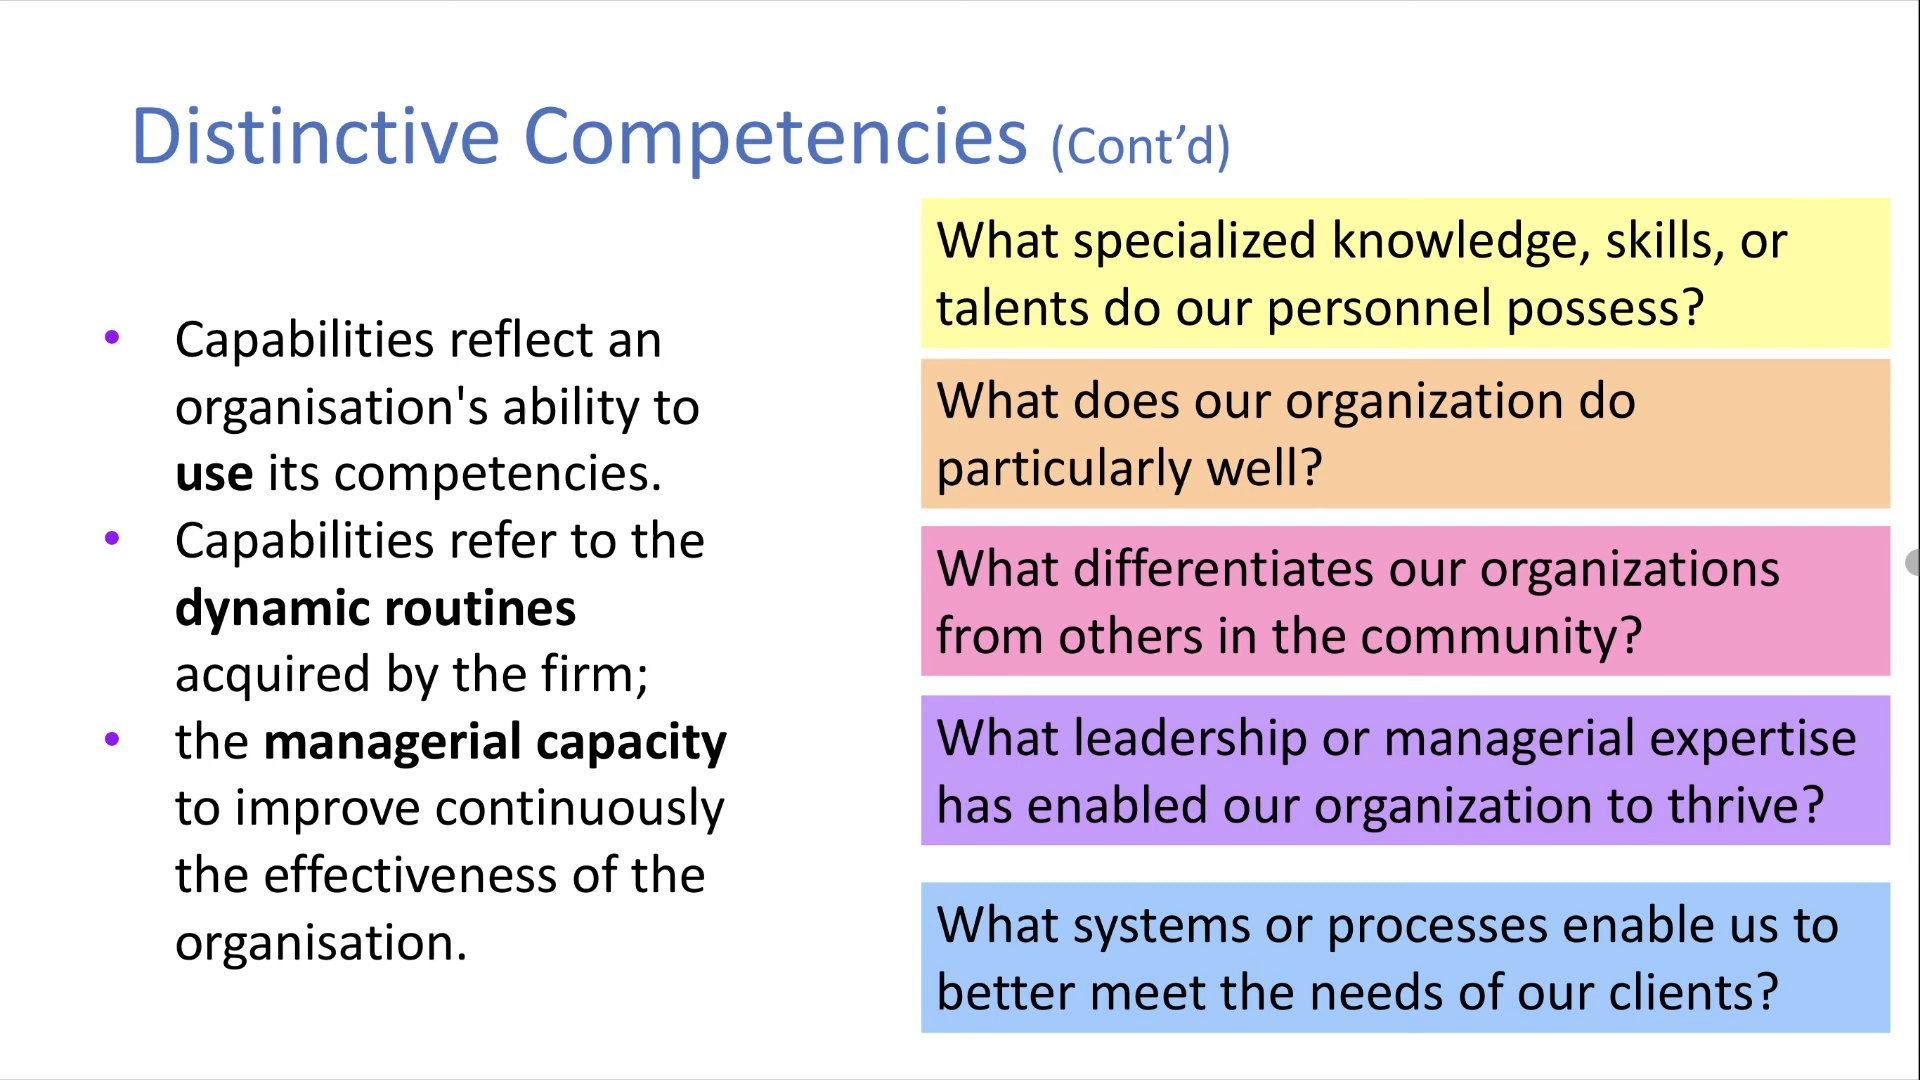 Distinctive Competencies (Cont’d)
Capabilities reflect an
organisation's ability to
use its competencies.
Capabilities refer to the
dynamic routines
acquired by the firm;
the managerial capacity
to improve continuously
the effectiveness of the
organisation.
What specialized knowledge, skills, or
talents do our personnel possess?
What does our organization do
particularly well?
What differentiates our organizations
from others in the community?
What leadership or managerial expertise
has enabled our organization to thrive?
What systems or processes enable us to
better meet the needs of our clients?